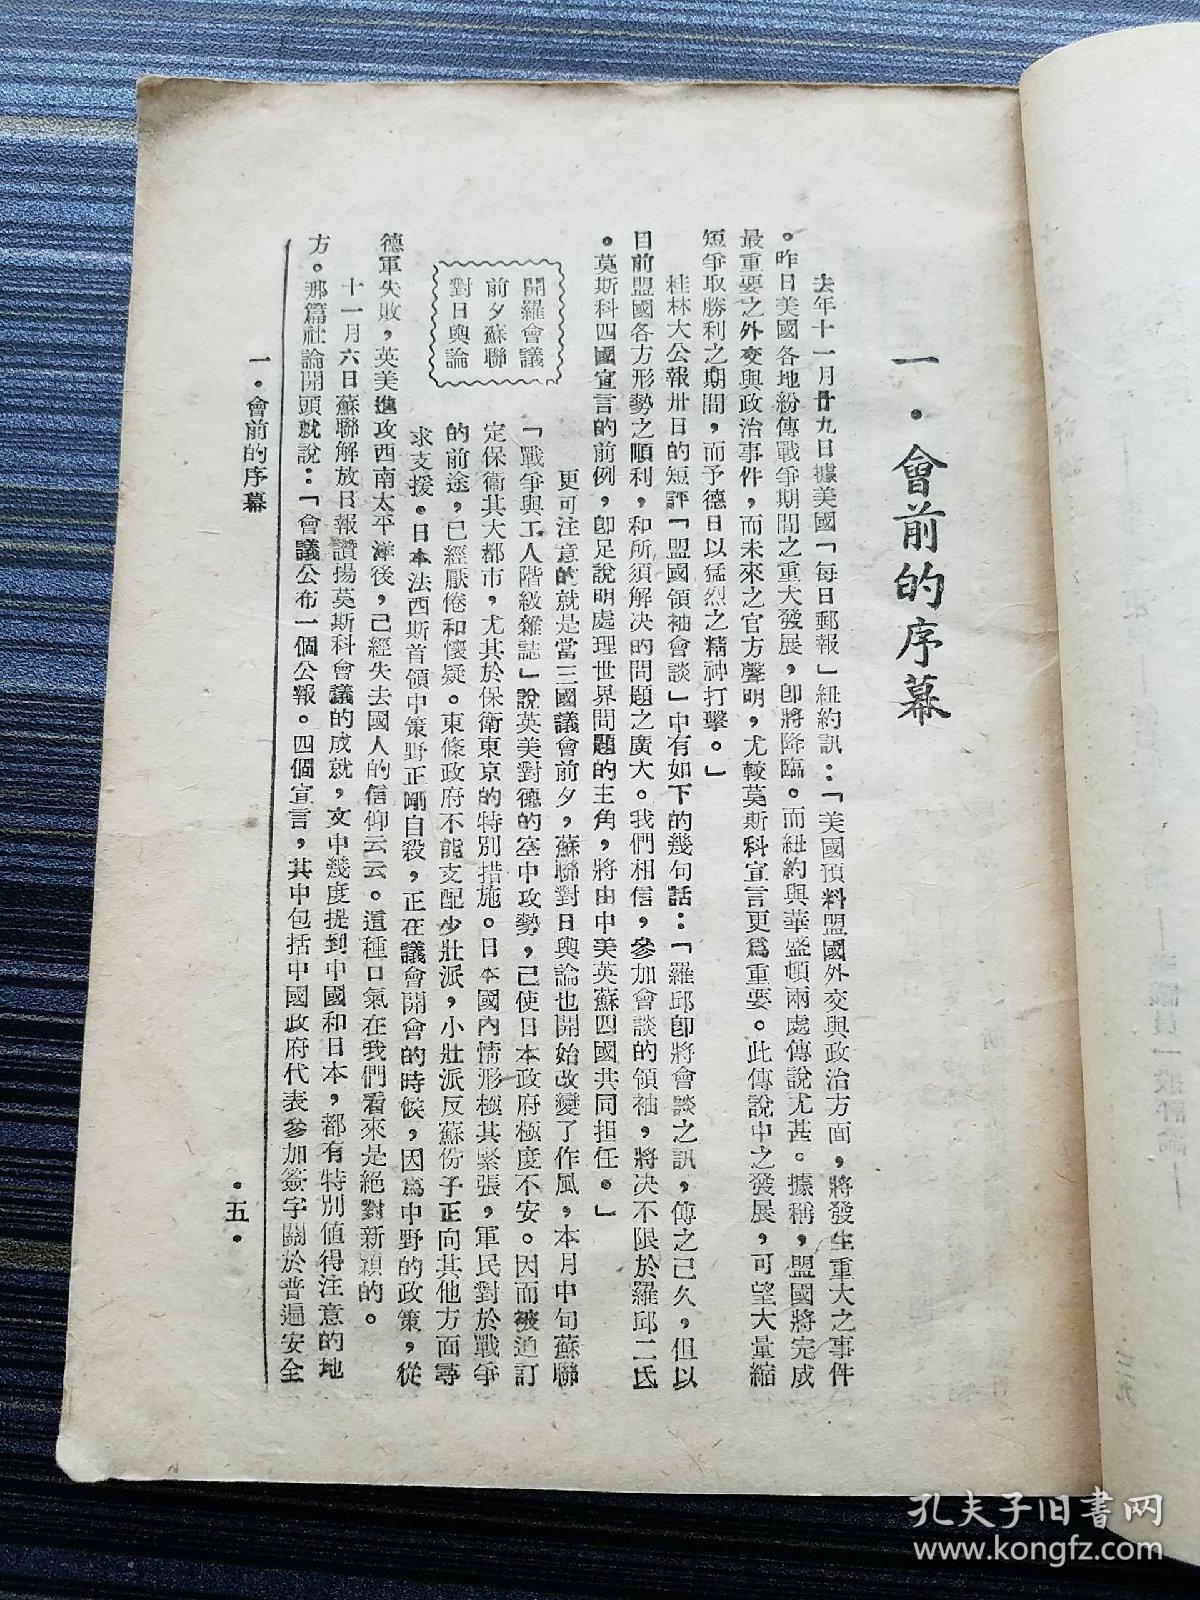 一・會前的序幕
去年十一月廿九日據美國「每日郵報」紐約訊：「美國預料盟國外交與政治方面，將發生重大之事件
。昨日美國各地紛傳戰爭期間之重大發展，卽將降臨。而紐約與華盛頓兩處傳說尤甚。據稱，盟國將完成
最重要之外交與政治事件，而未來之官方聲明，尤較莫斯科宣言更爲重要。此傳說中之發展，可望大量縮
短爭取勝利之期間，而予德日以猛烈之精神打擊。」
桂林大公報卅日的短評「盟國領袖會談」中有如下的幾句話：「羅邱卽將會談之訊，傳之已久，但以
目前盟國各方形勢之順利，和所須解決的問題之廣大。我們相信，參加會談的領袖，將決不限於羅邱二氏
。莫斯科四國宣言的前例，卽足說明處理世界問題的主角，將由中美英蘇四國共同担任。」
開羅會議
前夕蘇聯
對日輿論
更可注意的就是當三國議會前夕，蘇聯對日輿論也開始改變了作風，本月中旬蘇聯
「戰爭與工人階級雜誌」說英美對德的空中攻勢，已使日本政府極度不安。因而被迫訂
定保衞其大都市，尤其於保衛東京的特別措施。日本國內情形極其緊張，軍民對於戰爭
的前途，已經厭倦和懷疑。東條政府不能支配少壯派，小壯派反蘇份子正向其他方面尋
求支援。日本法西斯首領中策野正剛自殺，正在議會開會的時候，因爲中野的政策，從
德軍失敗，英美進攻西南太平洋後，已經失去國人的信仰云云。這種口氣在我們看來是絕對新穎的。
十一月六日蘇聯解放日報讚揚莫斯科會議的成就，文中幾度提到中國和日本，都有特別值得注意的地
方。那篇社論開頭就說：「會議公布一個公報。四個宣言，其中包括中國政府代表參加簽字關於普遍安全
一・會前的序幕
・五・
孔夫子旧书网
www.kongfz.com